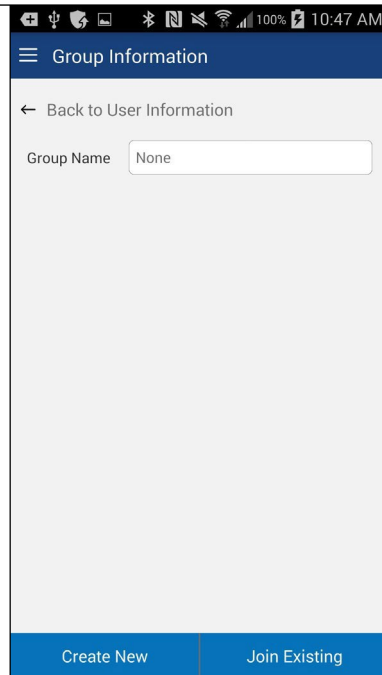 100% 10:47 AM
Group Information
← Back to User Information
Group Name None
Create New Join Existing